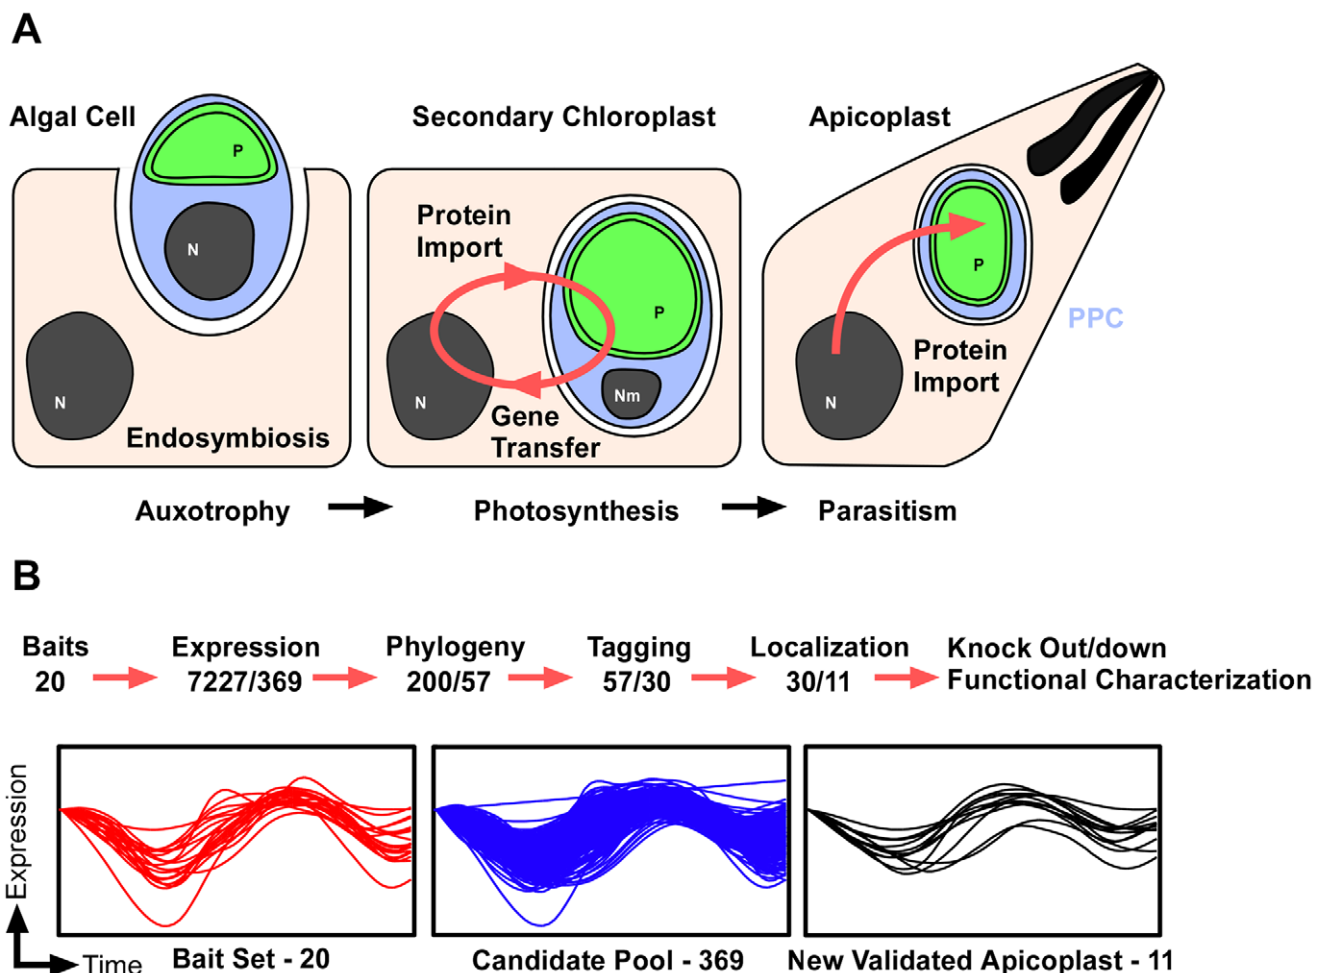 A
Algal Cell
Secondary Chloroplast
Apicoplast
P
N
N
Endosymbiosis
Protein
Import
P
N
Nm
Gene
Transfer
P
PPC
Protein
Import
N
Auxotrophy
Photosynthesis
Parasitism
B
Baits
20
Expression
7227/369
Phylogeny
200/57
Tagging
57/30
Localization
30/11
Knock Out/down
Functional Characterization
Expression
Time
Bait Set - 20
Candidate Pool - 369
New Validated Apicoplast - 11